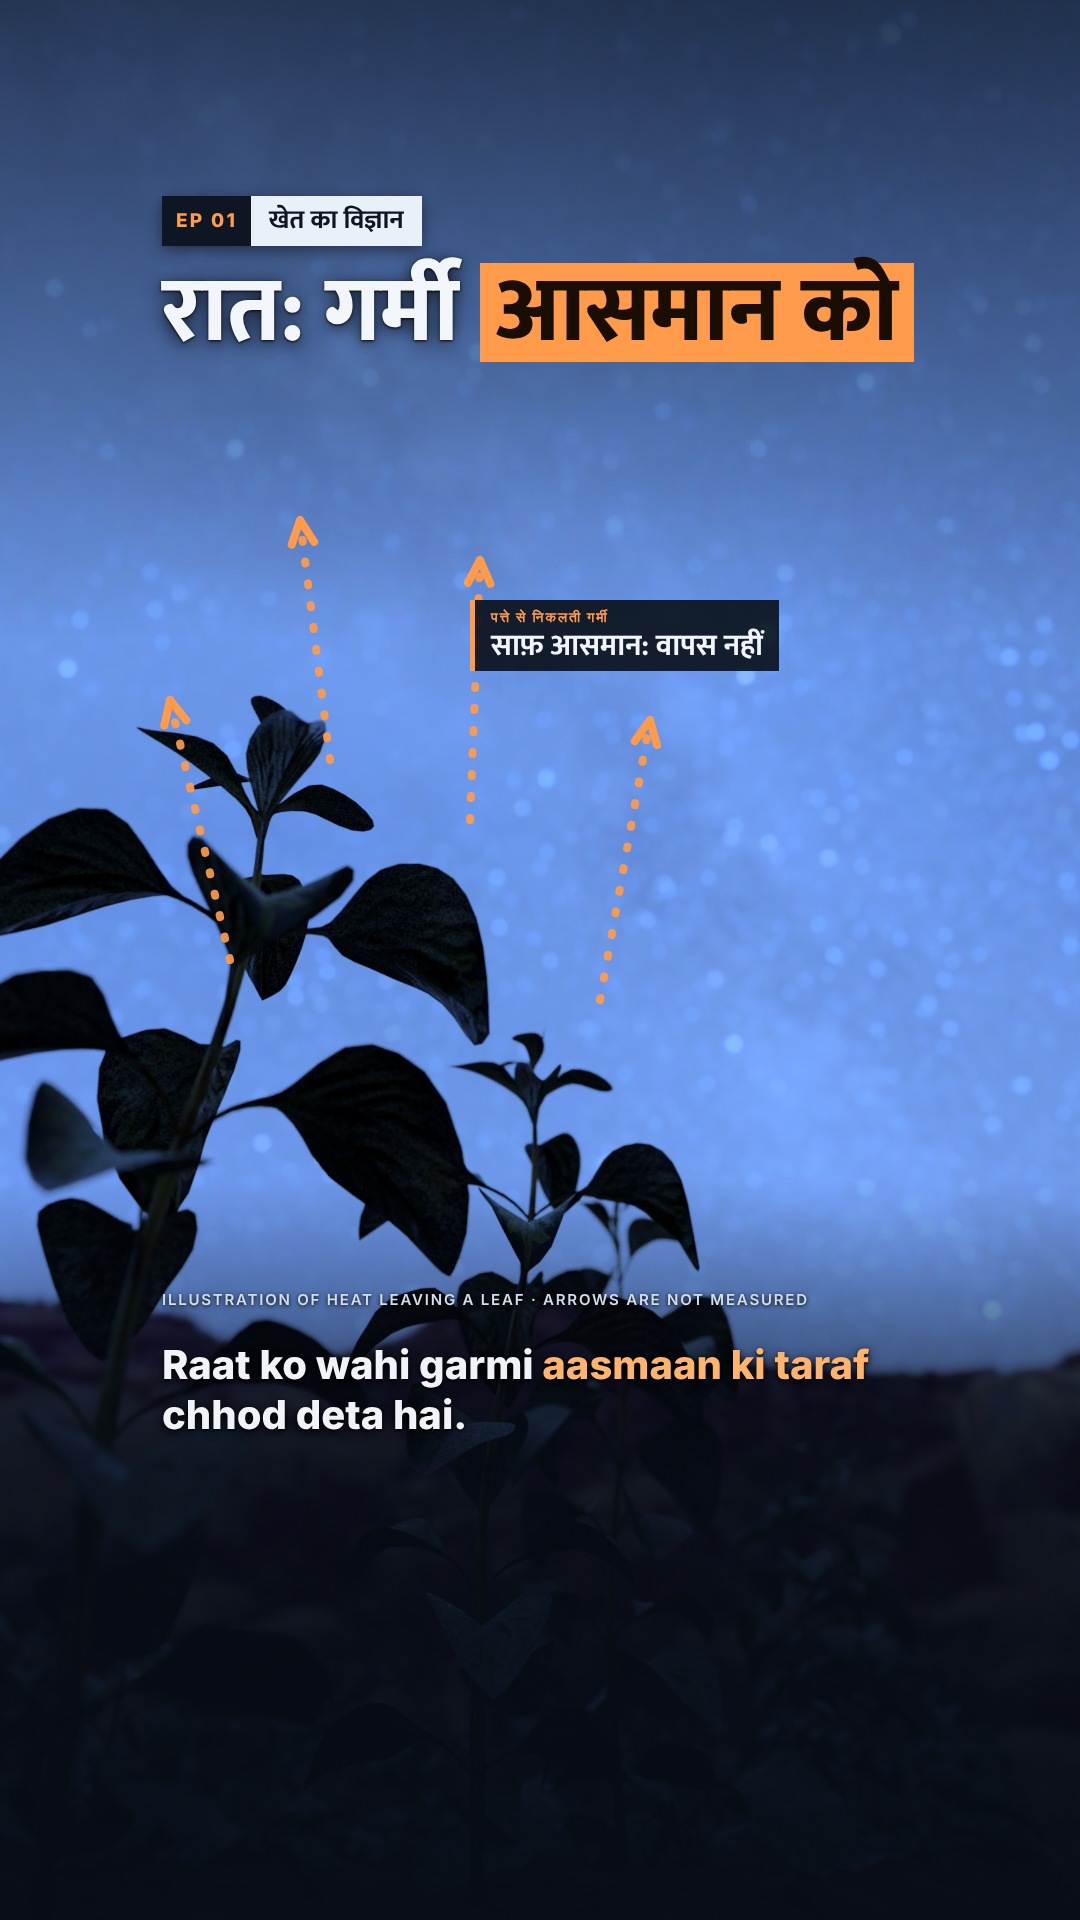 EP 01 खेत का विज्ञान
रात: गर्मी आसमान को
पत्ते से निकलती गर्मी
साफ़ आसमान: वापस नहीं
ILLUSTRATION OF HEAT LEAVING A LEAF · ARROWS ARE NOT MEASURED
Raat ko wahi garmi aasmaan ki taraf
chhod deta hai.